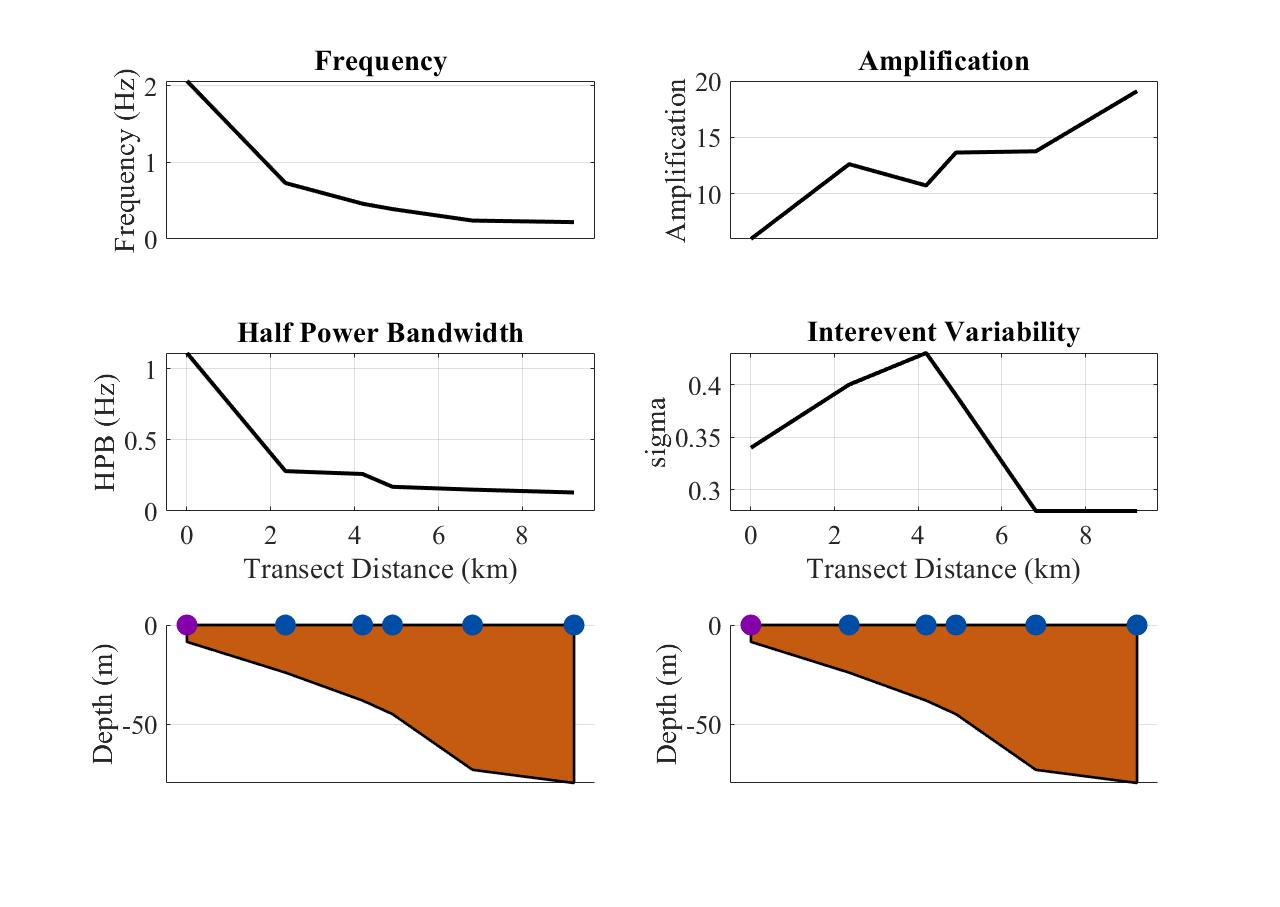 Frequency
Frequency (Hz)
2
1
0
Amplification
Amplification
20
15
10
Half Power Bandwidth
HPB (Hz)
1
0.5
0
0 2 4 6 8
Transect Distance (km)
Interevent Variability
sigma
0.4
0.35
0.3
0 2 4 6 8
Transect Distance (km)
Depth (m)
0
-50
Depth (m)
0
-50